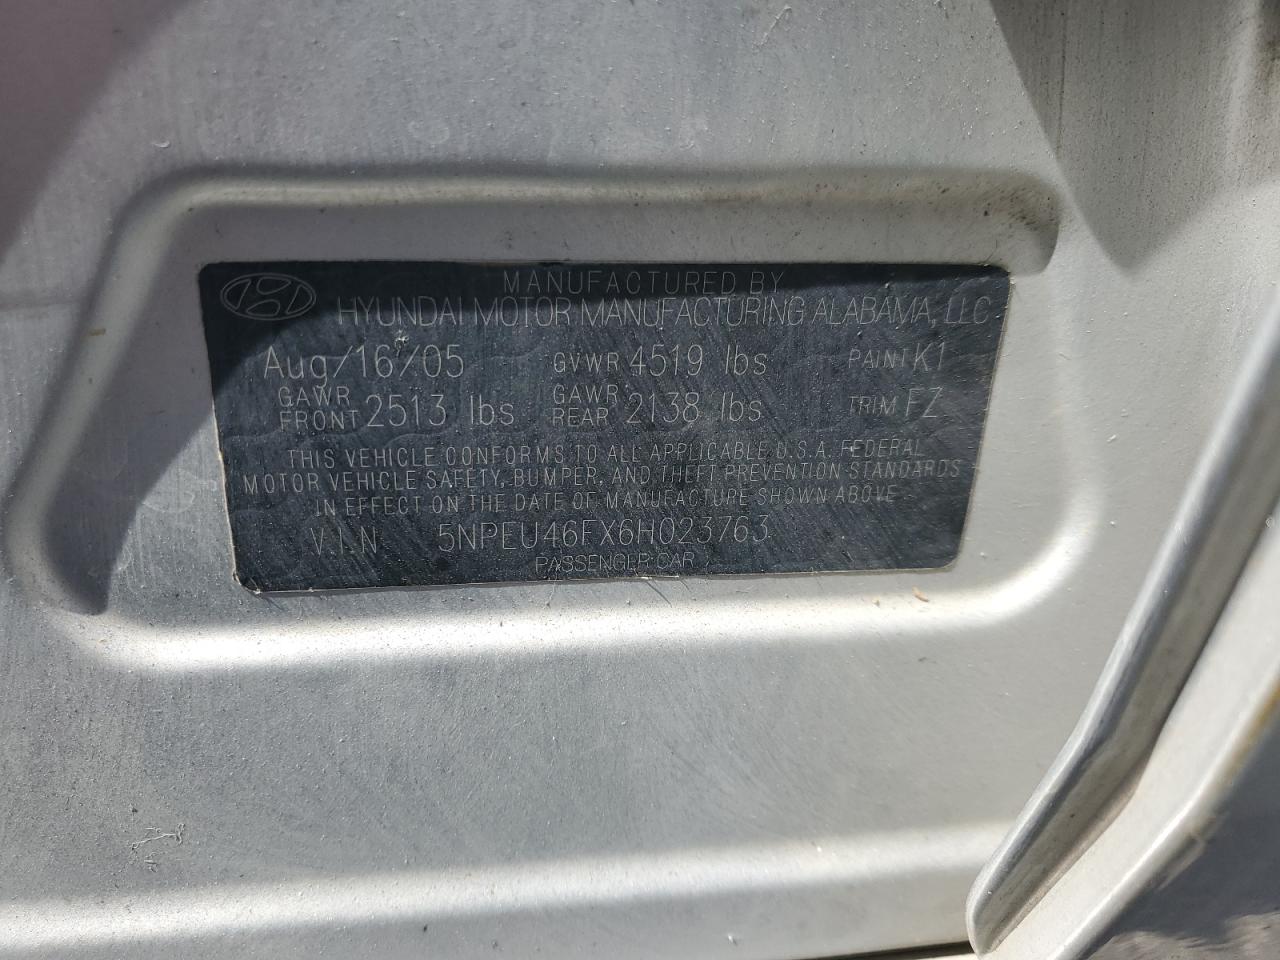 MANUFACTURED BY
HYUNDAI MOTOR MANUFACTURING ALABAMA, LLC
Aug/16/05 GVWR 4519 lbs PAINT K1
GAWR FRONT 2513 lbs GAWR REAR 2138 lbs TRIM FZ
THIS VEHICLE CONFORMS TO ALL APPLICABLE U.S.A. FEDERAL
MOTOR VEHICLE SAFETY, BUMPER, AND THEFT PREVENTION STANDARDS
IN EFFECT ON THE DATE OF MANUFACTURE SHOWN ABOVE
V.I.N 5NPEU46FX6H023763
PASSENGER CAR